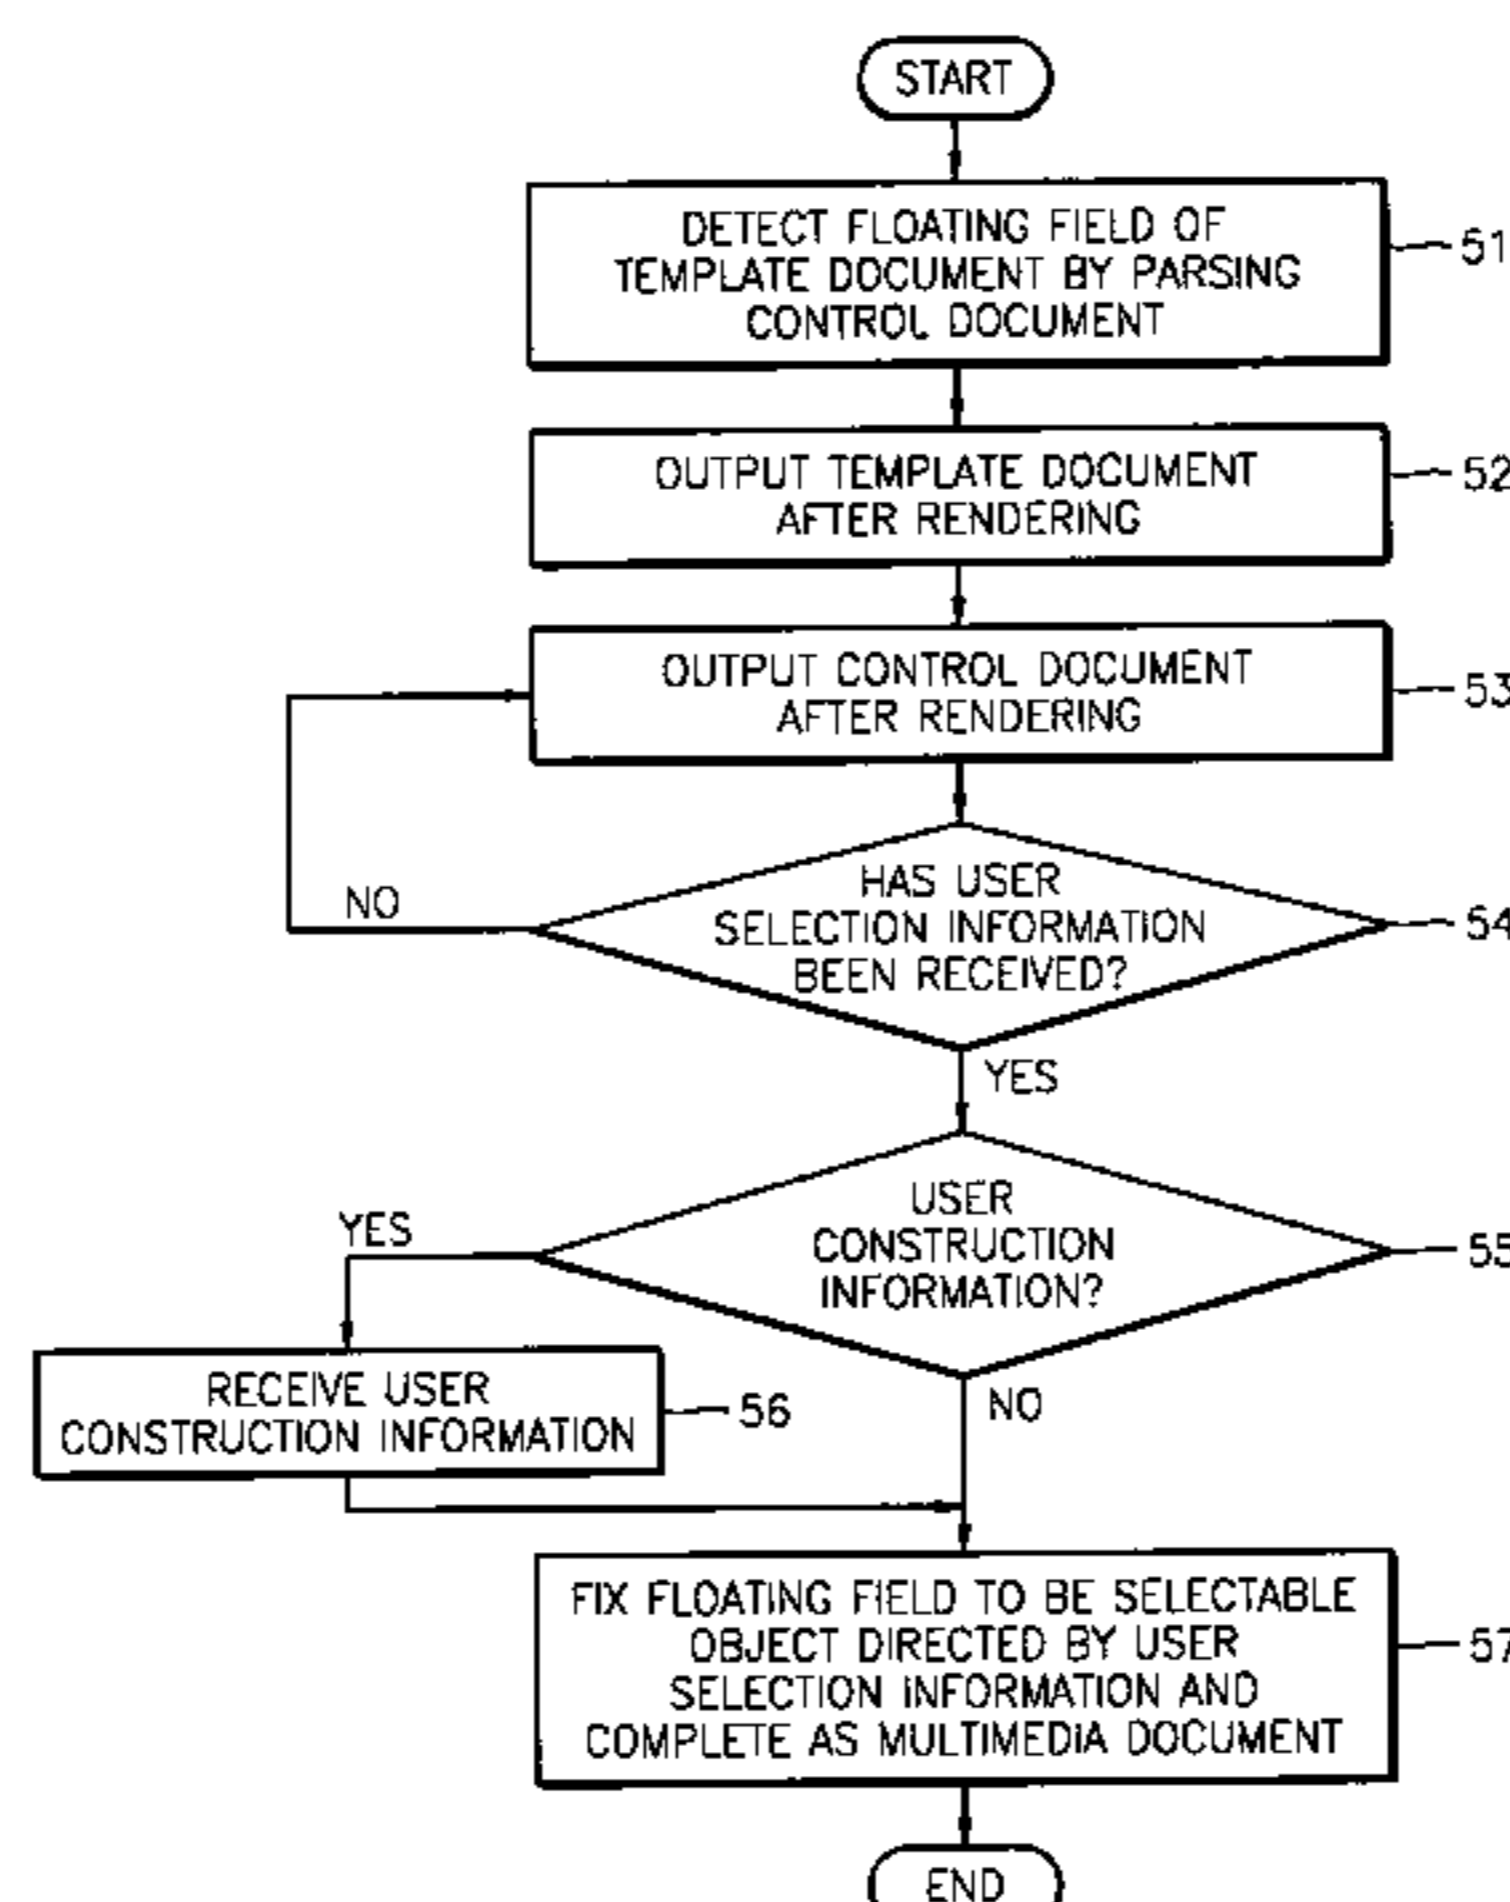 START
DETECT FLOATING FIELD OF
TEMPLATE DOCUMENT BY PARSING
CONTROL DOCUMENT
51
OUTPUT TEMPLATE DOCUMENT
AFTER RENDERING
52
OUTPUT CONTROL DOCUMENT
AFTER RENDERING
53
HAS USER
SELECTION INFORMATION
BEEN RECEIVED?
54
NO
YES
USER
CONSTRUCTION
INFORMATION?
55
YES
RECEIVE USER
CONSTRUCTION INFORMATION
56
NO
FIX FLOATING FIELD TO BE SELECTABLE
OBJECT DIRECTED BY USER
SELECTION INFORMATION AND
COMPLETE AS MULTIMEDIA DOCUMENT
57
END